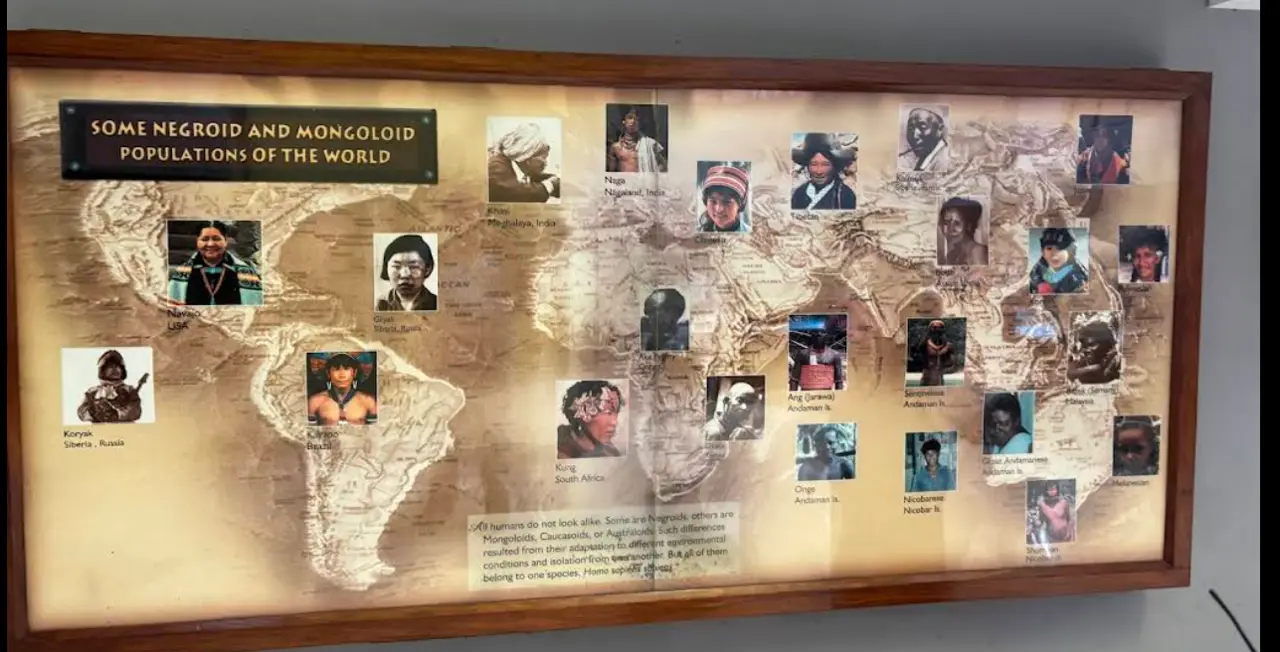 SOME NEGROID AND MONGOLOID
POPULATIONS OF THE WORLD
Naga
Nagaland, India
Khasi
Meghalaya, India
Tibetan
Navajo
USA
Gilyak
Siberia, Russia
Koryak
Siberia, Russia
Brazil
Kung
South Africa
Ang (Jarawa)
Andaman Is.
Sentinelese
Andaman Is.
Malaysia
Great Andamanese
Andaman Is.
Onge
Andaman Is.
Nicobarese
Nicobar Is.
Melanesian
Shompen
"All humans do not look alike. Some are Negroids, others are
Mongoloids, Caucasoids, or Australoids. Such differences
resulted from their adaptation to different environmental
conditions and isolation from one another. But all of them
belong to one species, Homo sapiens sapiens."